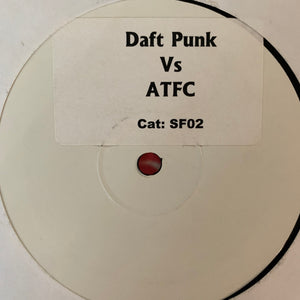 Daft Punk
Vs
ATFC
Cat: SF02